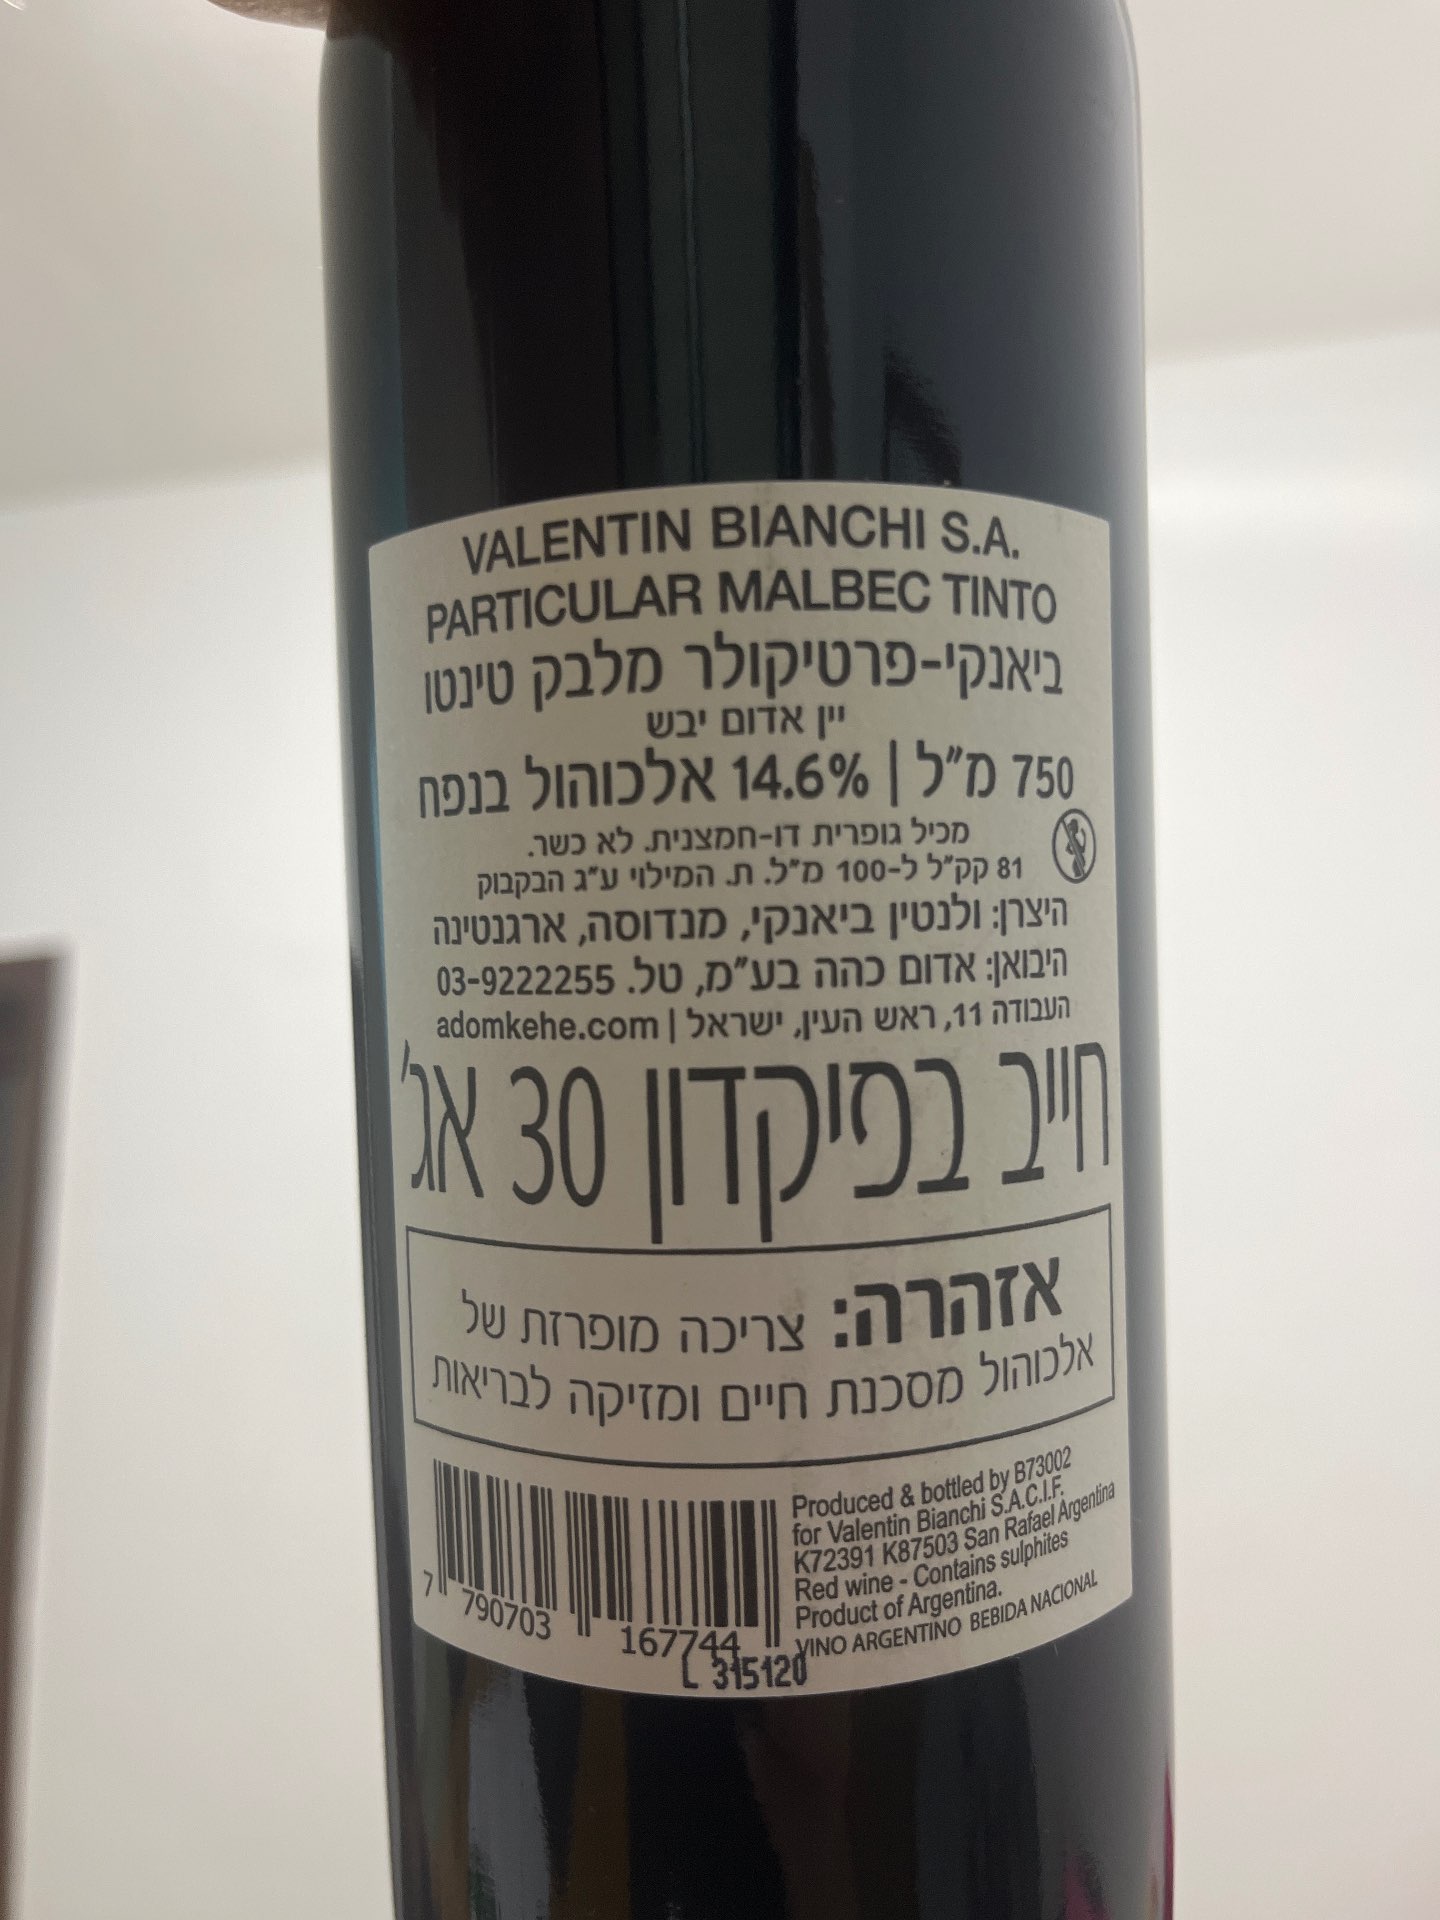 VALENTIN BIANCHI S.A.
PARTICULAR MALBEC TINTO
ביאנקי-פרטיקולר מלבק טינטו
יין אדום יבש
750 מ"ל | 14.6% אלכוהול בנפח
מכיל גופרית דו-חמצנית. לא כשר.
81 קק"ל ל-100 מ"ל. ת. המילוי ע"ג הבקבוק
היצרן: ולנטין ביאנקי, מנדוסה, ארגנטינה
היבואן: אדום כהה בע"מ, טל. 03-9222255
העבודה 11, ראש העין, ישראל | adomkehe.com
חייב בפיקדון 30 אג'
אזהרה: צריכה מופרזת של
אלכוהול מסכנת חיים ומזיקה לבריאות
Produced & bottled by B73002
for Valentin Bianchi S.A.C.I.F.
K72391 K87503 San Rafael Argentina
Red wine - Contains sulphites
Product of Argentina.
VINO ARGENTINO BEBIDA NACIONAL
7 790703 167744
L 315120